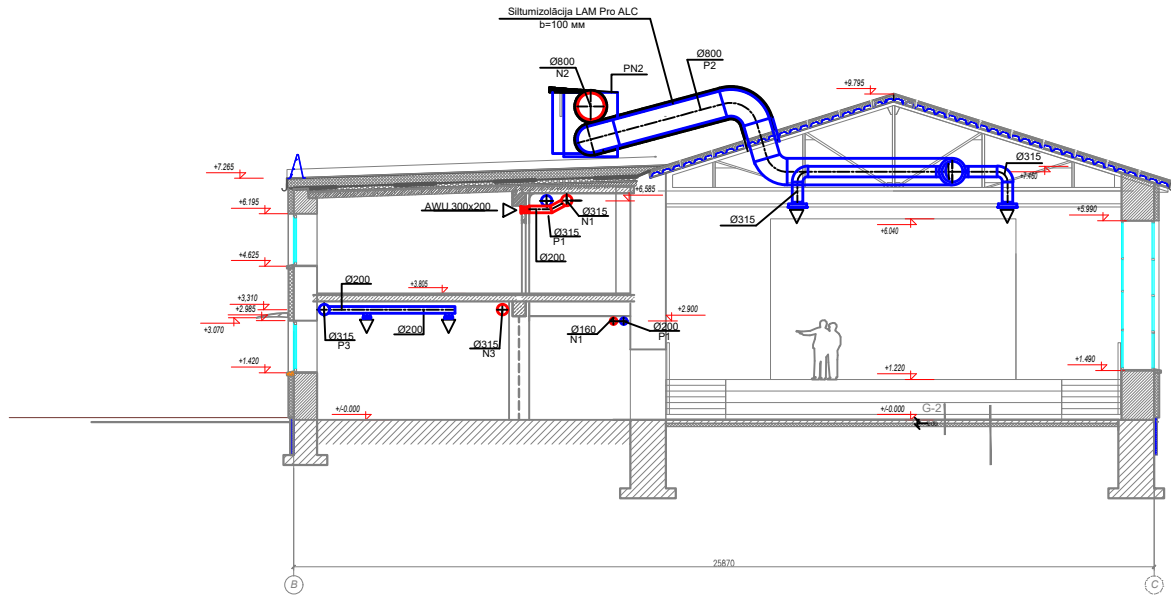 Siltumizolācija LAM Pro ALC
b=100 мм
Ø800
N2
PN2
Ø800
P2
+9.795
+7.265
+6.195
+4.625
+3,310
+2.985
+3.070
+1.420
+/-0.000
AWU 300x200
+6,585
Ø315
N1
Ø315
P1
Ø200
Ø315
+7.460
Ø315
+5.990
+6.040
Ø200
+3.805
Ø315
P3
Ø200
Ø315
N3
Ø160
N1
Ø200
P1
+2.900
+1.220
+1.490
+/-0.000
G-2
25870
B
C